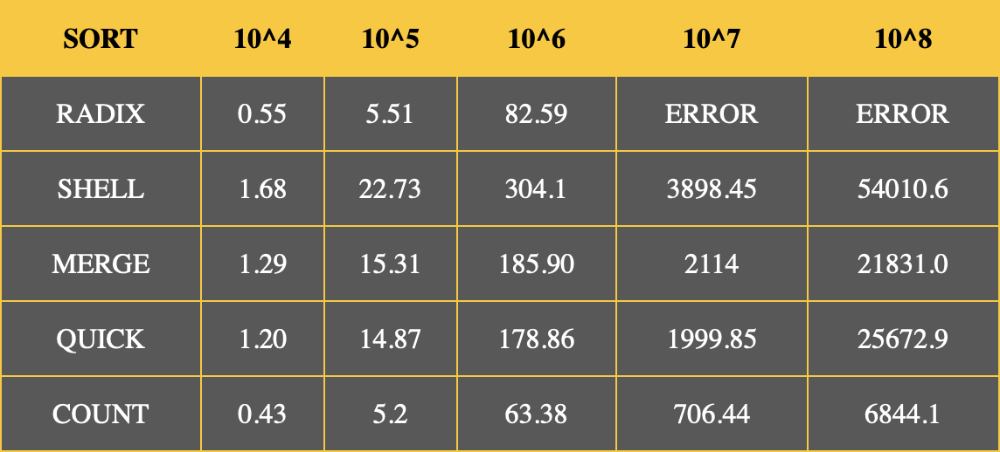 SORT 10^4 10^5 10^6 10^7 10^8
RADIX 0.55 5.51 82.59 ERROR ERROR
SHELL 1.68 22.73 304.1 3898.45 54010.6
MERGE 1.29 15.31 185.90 2114 21831.0
QUICK 1.20 14.87 178.86 1999.85 25672.9
COUNT 0.43 5.2 63.38 706.44 6844.1